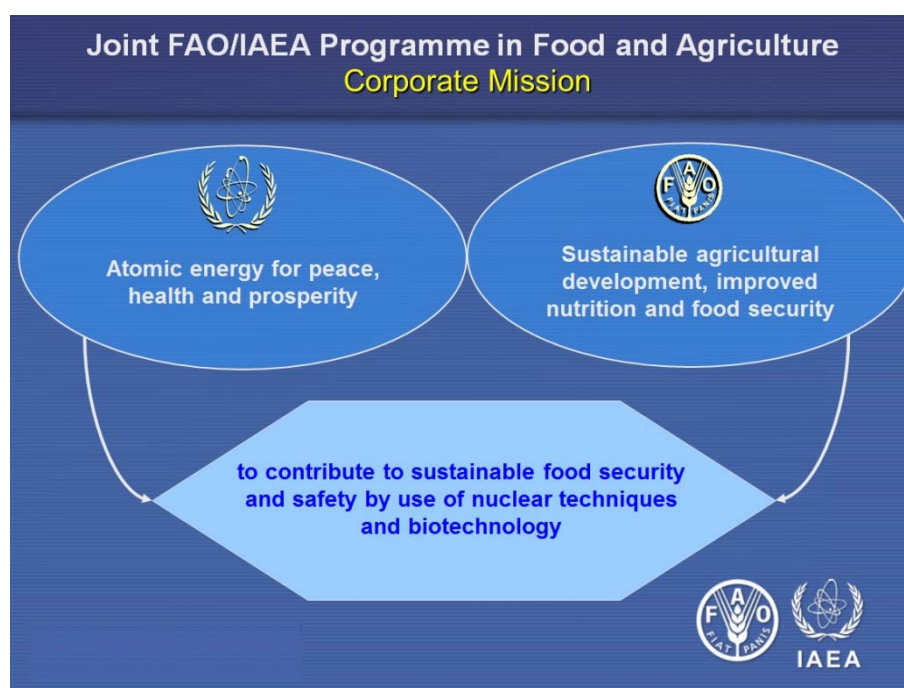 Joint FAO/IAEA Programme in Food and Agriculture
Corporate Mission
F A O
FIAT PANIS
Atomic energy for peace,
health and prosperity
Sustainable agricultural
development, improved
nutrition and food security
to contribute to sustainable food security
and safety by use of nuclear techniques
and biotechnology
F A O
FIAT PANIS
IAEA